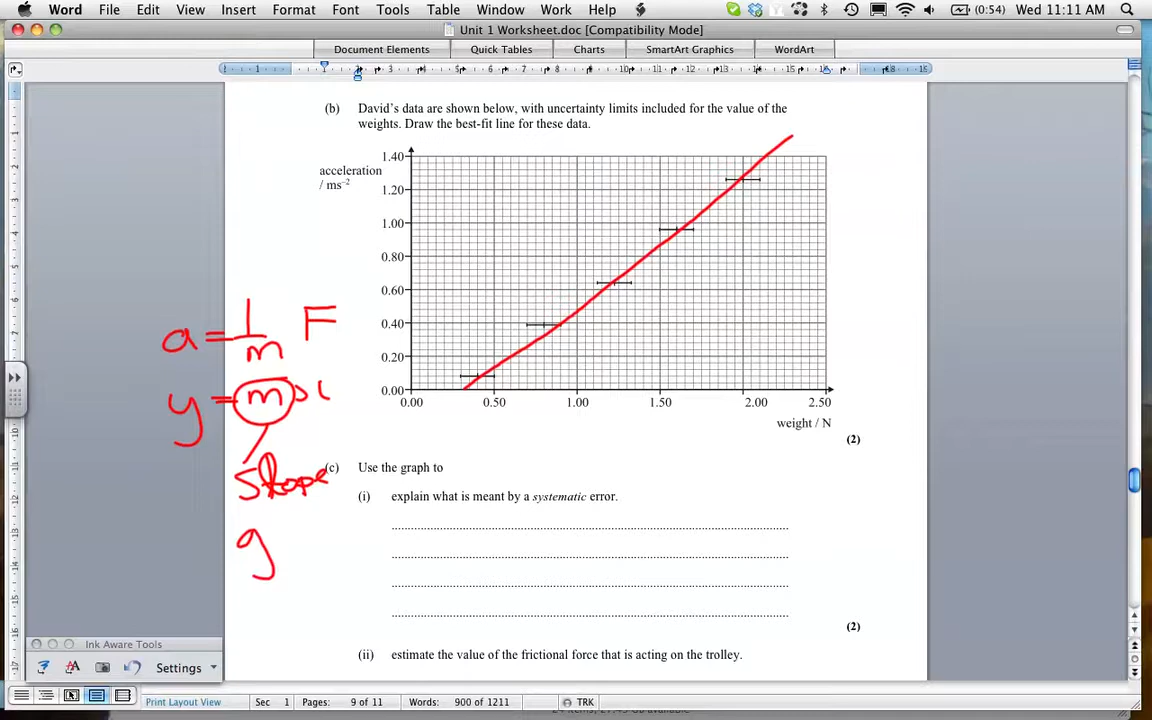 Word File Edit View Insert Format Font Tools Table Window Work Help (0:54) Wed 11:11 AM
Unit 1 Worksheet.doc [Compatibility Mode]
Document Elements Quick Tables Charts SmartArt Graphics WordArt
(b) David's data are shown below, with uncertainty limits included for the value of the
weights. Draw the best-fit line for these data.
acceleration
/ ms–2
1.40
1.20
1.00
0.80
0.60
0.40
0.20
0.00
0.00 0.50 1.00 1.50 2.00 2.50
weight / N
(2)
a = 1/m F
y = mx
slope
g
(c) Use the graph to
(i) explain what is meant by a systematic error.
(2)
(ii) estimate the value of the frictional force that is acting on the trolley.
Ink Aware Tools
Settings
Print Layout View Sec 1 Pages: 9 of 11 Words: 900 of 1211 TRK